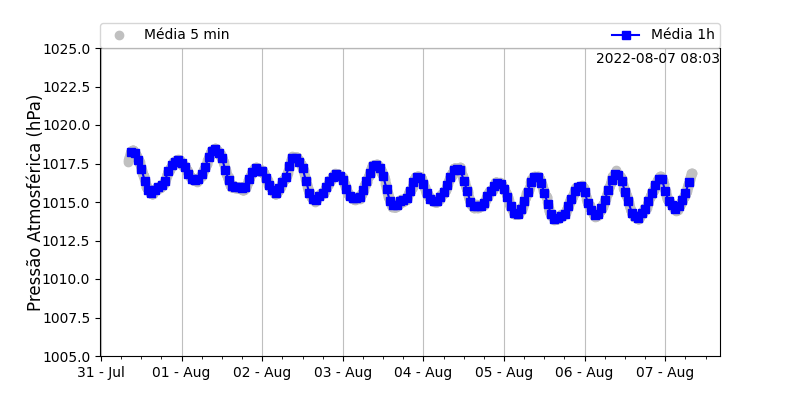 Média 5 min
Média 1h
2022-08-07 08:03
Pressão Atmosférica (hPa)
1025.0
1022.5
1020.0
1017.5
1015.0
1012.5
1010.0
1007.5
1005.0
31 - Jul
01 - Aug
02 - Aug
03 - Aug
04 - Aug
05 - Aug
06 - Aug
07 - Aug